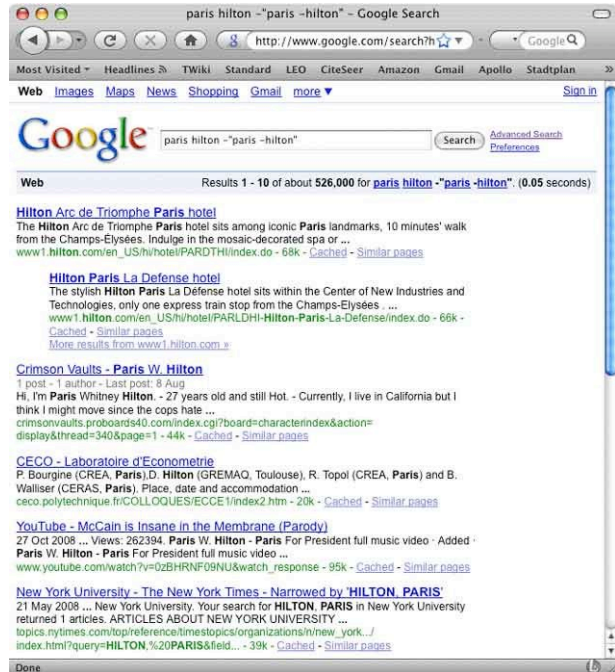 paris hilton -"paris -hilton" - Google Search
http://www.google.com/search?h
Google
Most Visited Headlines TWiki Standard LEO CiteSeer Amazon Gmail Apollo Stadtplan »
Web Images Maps News Shopping Gmail more ▼ Sign in
Google paris hilton -"paris -hilton" Search Advanced Search
Preferences
Web Results 1 - 10 of about 526,000 for paris hilton -"paris -hilton". (0.05 seconds)
Hilton Arc de Triomphe Paris hotel
The Hilton Arc de Triomphe Paris hotel sits among iconic Paris landmarks, 10 minutes' walk
from the Champs-Élysées. Indulge in the mosaic-decorated spa or ...
www1.hilton.com/en_US/hi/hotel/PARDTHI/index.do - 68k - Cached - Similar pages
Hilton Paris La Defense hotel
The stylish Hilton Paris La Défense hotel sits within the Center of New Industries and
Technologies, only one express train stop from the Champs-Elysées . ...
www1.hilton.com/en_US/hi/hotel/PARLDHI-Hilton-Paris-La-Defense/index.do - 66k -
Cached - Similar pages
More results from www1.hilton.com »
Crimson Vaults - Paris W. Hilton
1 post - 1 author - Last post: 8 Aug
Hi, I'm Paris Whitney Hilton. - 27 years old and still Hot. - Currently, I live in California but I
think I might move since the cops hate ...
crimsonvaults.proboards40.com/index.cgi?board=characterindex&action=
display&thread=340&page=1 - 44k - Cached - Similar pages
CECO - Laboratoire d'Econometrie
P. Bourgine (CREA, Paris),D. Hilton (GREMAQ, Toulouse), R. Topol (CREA, Paris) and B.
Walliser (CERAS, Paris). Place, date and accommodation ...
ceco.polytechnique.fr/COLLOQUES/ECCE1/index2.htm - 20k - Cached - Similar pages
YouTube - McCain is Insane in the Membrane (Parody)
27 Oct 2008 ... Views: 262394. Paris W. Hilton - Paris For President full music video · Added ·
Paris W. Hilton - Paris For President full music video ...
www.youtube.com/watch?v=0zBHRNF09NU&watch_response - 95k - Cached - Similar pages
New York University - The New York Times - Narrowed by 'HILTON, PARIS'
21 May 2008 ... New York University. Your search for HILTON, PARIS in New York University
returned 1 articles. ARTICLES ABOUT NEW YORK UNIVERSITY ...
topics.nytimes.com/top/reference/timestopics/organizations/n/new_york.../
index.html?query=HILTON,%20PARIS&field... - 39k - Cached - Similar pages
Done